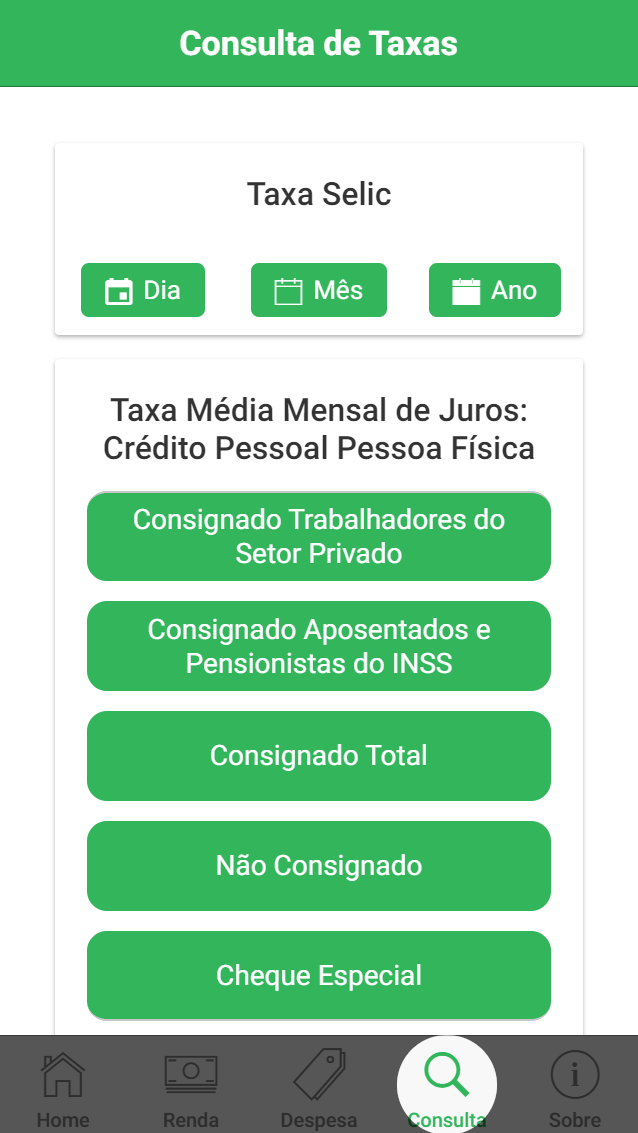 Consulta de Taxas
Taxa Selic
Dia
Mês
Ano
Taxa Média Mensal de Juros:
Crédito Pessoal Pessoa Física
Consignado Trabalhadores do
Setor Privado
Consignado Aposentados e
Pensionistas do INSS
Consignado Total
Não Consignado
Cheque Especial
Home
Renda
Despesa
Consulta
Sobre